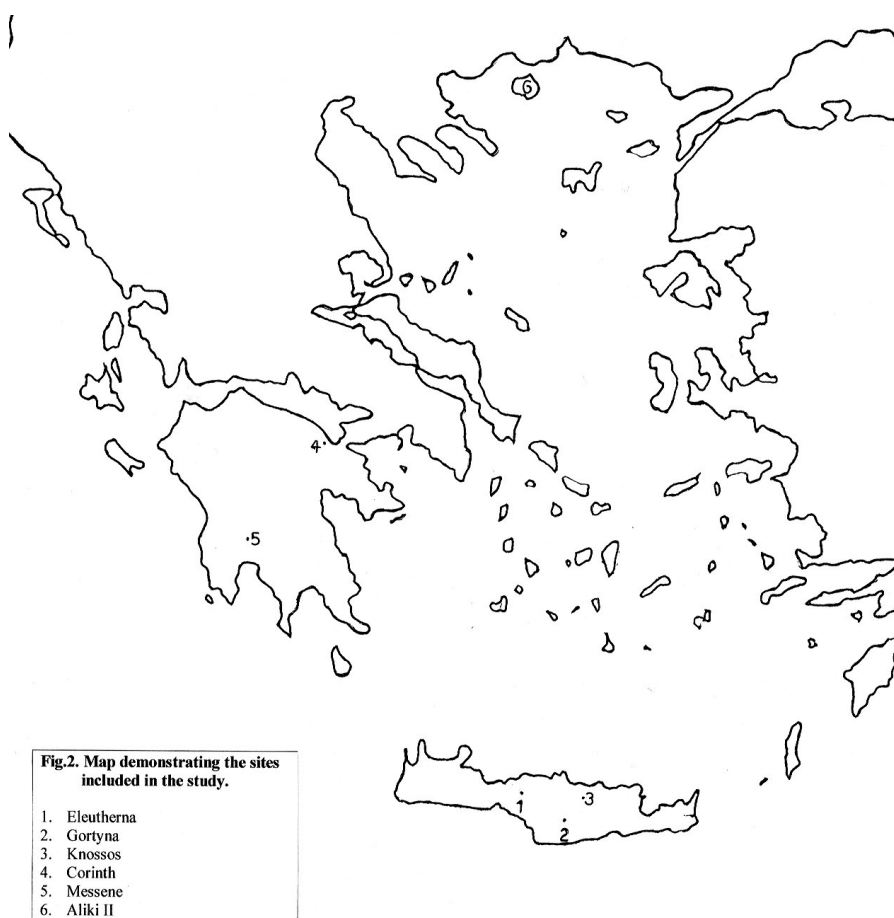 6
4
5
Fig.2. Map demonstrating the sites
included in the study.
1. Eleutherna
2. Gortyna
3. Knossos
4. Corinth
5. Messene
6. Aliki II
1
3
2